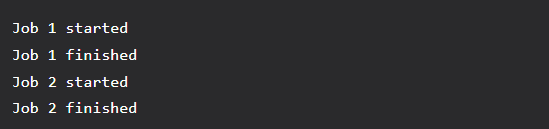 Job 1 started
Job 1 finished
Job 2 started
Job 2 finished